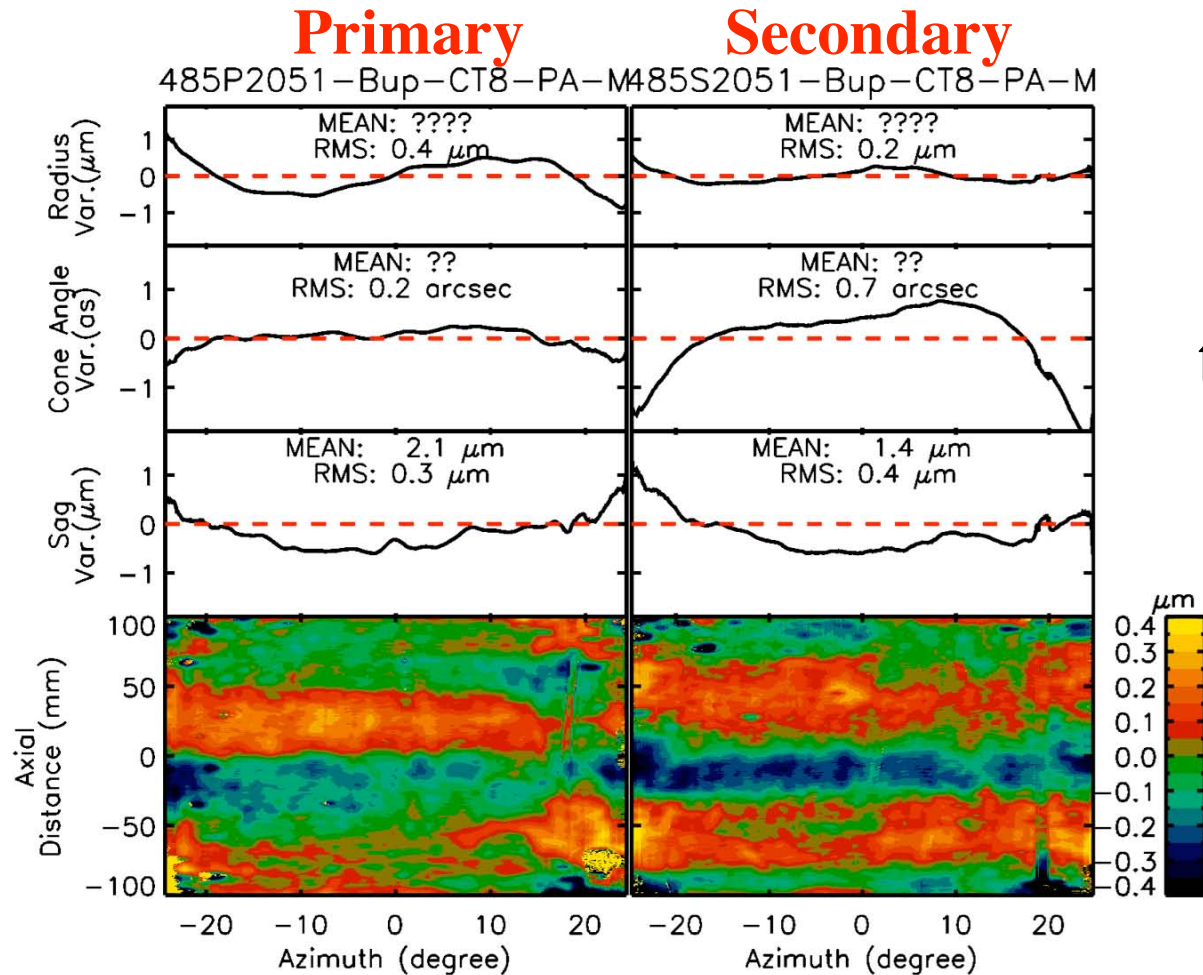 Primary Secondary
485P2051-Bup-CT8-PA-M 485S2051-Bup-CT8-PA-M
Radius
Var.(μm)
1
0
-1
MEAN: ????
RMS: 0.4 μm
MEAN: ????
RMS: 0.2 μm
Cone Angle
Var.(as)
1
0
-1
MEAN: ??
RMS: 0.2 arcsec
MEAN: ??
RMS: 0.7 arcsec
Sag
Var.(μm)
1
0
-1
MEAN: 2.1 μm
RMS: 0.3 μm
MEAN: 1.4 μm
RMS: 0.4 μm
Axial
Distance (mm)
100
50
0
-50
-100
μm
0.4
0.3
0.2
0.1
0.0
-0.1
-0.2
-0.3
-0.4
-20 -10 0 10 20 -20 -10 0 10 20
Azimuth (degree) Azimuth (degree)